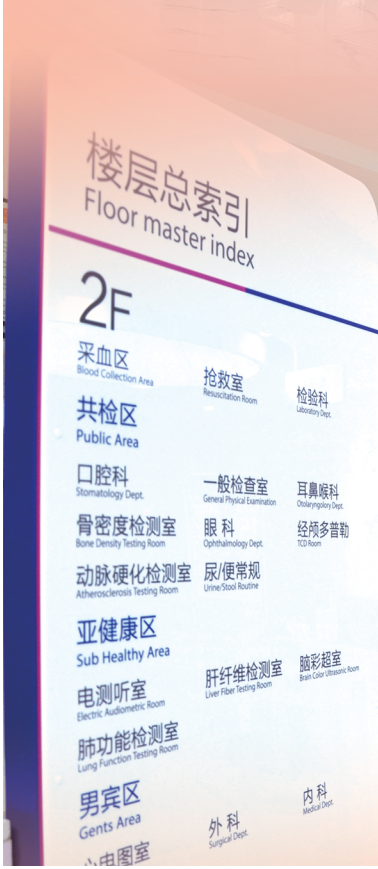 楼层总索引
Floor master index
2F
采血区 抢救室 检验科
Blood Collection Area Resuscitation Room Laboratory Dept.
共检区
Public Area
口腔科 一般检查室 耳鼻喉科
Stomatology Dept. General Physical Examination Otolaryngology Dept.
骨密度检测室 眼 科 经颅多普勒
Bone Density Testing Room Ophthalmology Dept. TCD Room
动脉硬化检测室 尿/便常规
Atherosclerosis Testing Room Urine/Stool Routine
亚健康区
Sub Healthy Area
电测听室 肝纤维检测室 脑彩超室
Electric Audiometric Room Liver Fiber Testing Room Brain Color Ultrasonic Room
肺功能检测室
Lung Function Testing Room
男宾区
Gents Area
心电图室 外 科 内 科
Surgical Dept. Medical Dept.